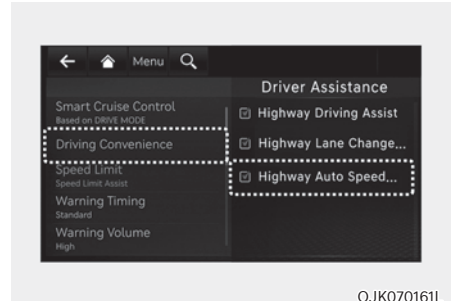 Menu
Driver Assistance
Smart Cruise Control
Based on DRIVE MODE
Driving Convenience
Speed Limit
Speed Limit Assist
Warning Timing
Standard
Warning Volume
High
Highway Driving Assist
Highway Lane Change...
Highway Auto Speed...
OJK070161L